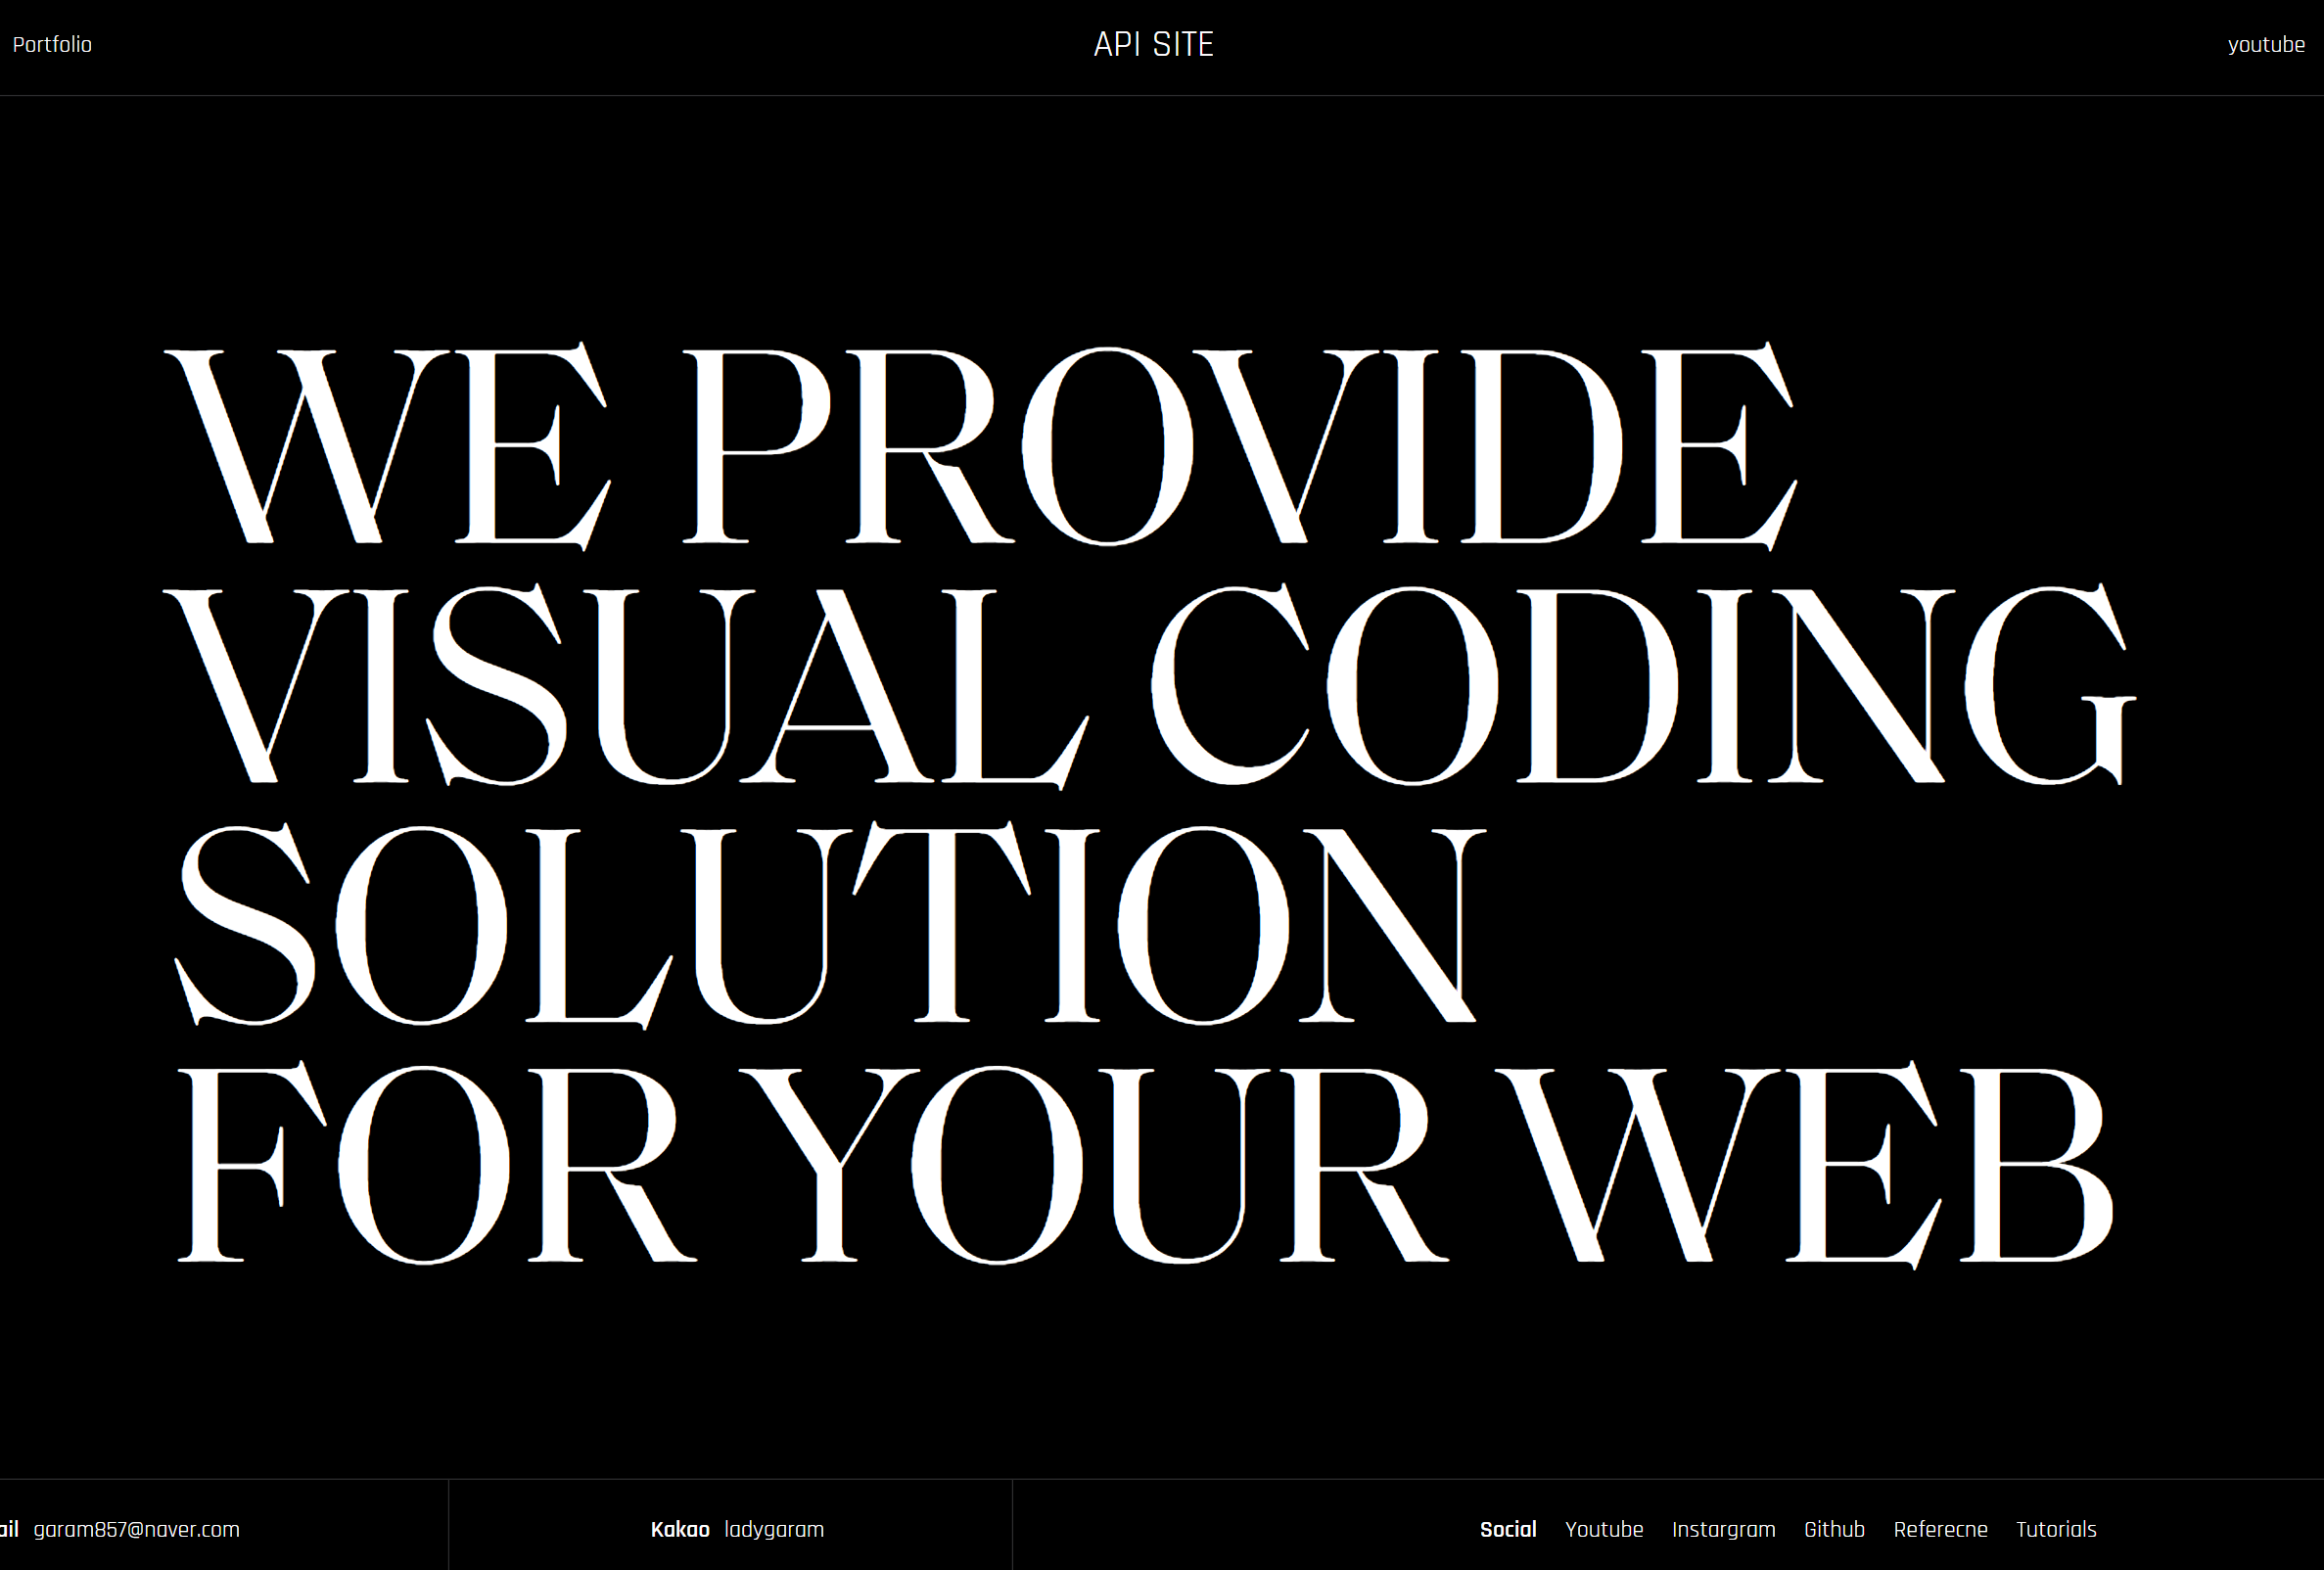 Portfolio API SITE youtube
WE PROVIDE
VISUAL CODING
SOLUTION
FOR YOUR WEB
ail garam857@naver.com Kakao ladygaram Social Youtube Instargram Github Referecne Tutorials